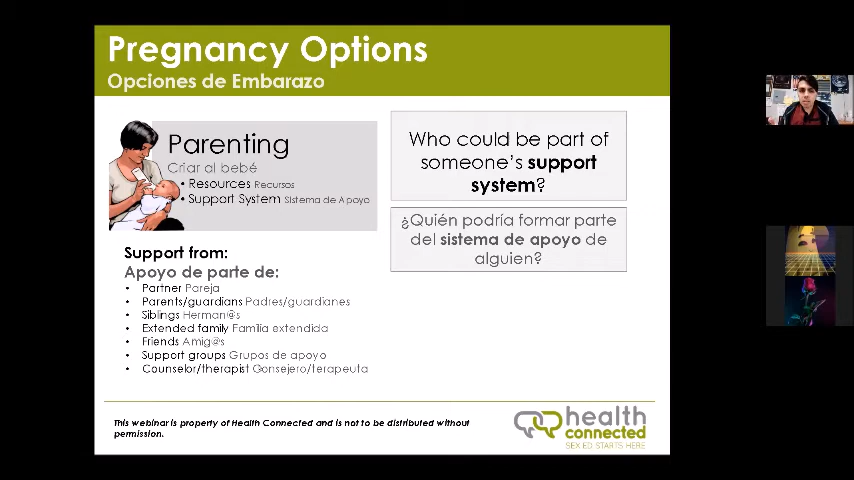 Pregnancy Options
Opciones de Embarazo
Parenting
Criar al bebé
• Resources Recursos
• Support System Sistema de Apoyo
Support from:
Apoyo de parte de:
• Partner Pareja
• Parents/guardians Padres/guardianes
• Siblings Herman@s
• Extended family Familia extendida
• Friends Amig@s
• Support groups Grupos de apoyo
• Counselor/therapist Consejero/terapeuta
Who could be part of
someone's support
system?
¿Quién podría formar parte
del sistema de apoyo de
alguien?
This webinar is property of Health Connected and is not to be distributed without
permission.
health
connected
SEX ED STARTS HERE